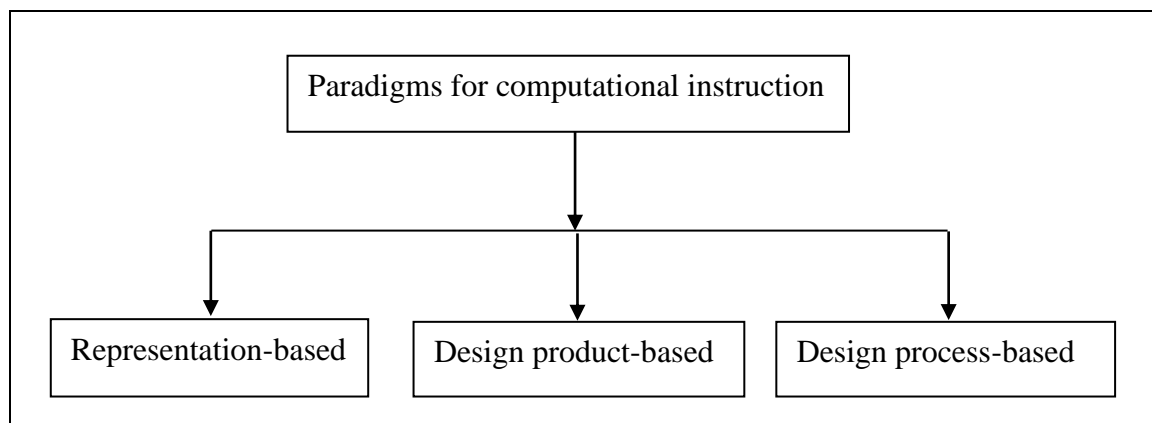 Paradigms for computational instruction
Representation-based
Design product-based
Design process-based